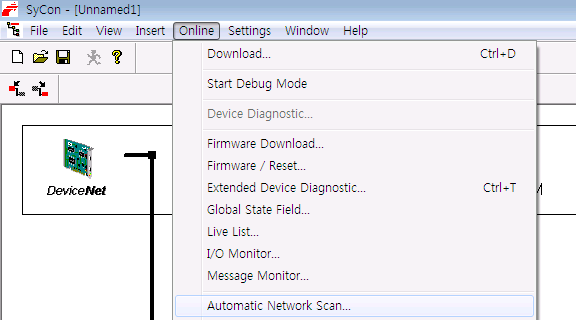 SyCon - [Unnamed1]
File Edit View Insert Online Settings Window Help
Download... Ctrl+D
Start Debug Mode
Device Diagnostic...
Firmware Download...
Firmware / Reset...
Extended Device Diagnostic... Ctrl+T
Global State Field...
Live List...
I/O Monitor...
Message Monitor...
Automatic Network Scan...
DeviceNet